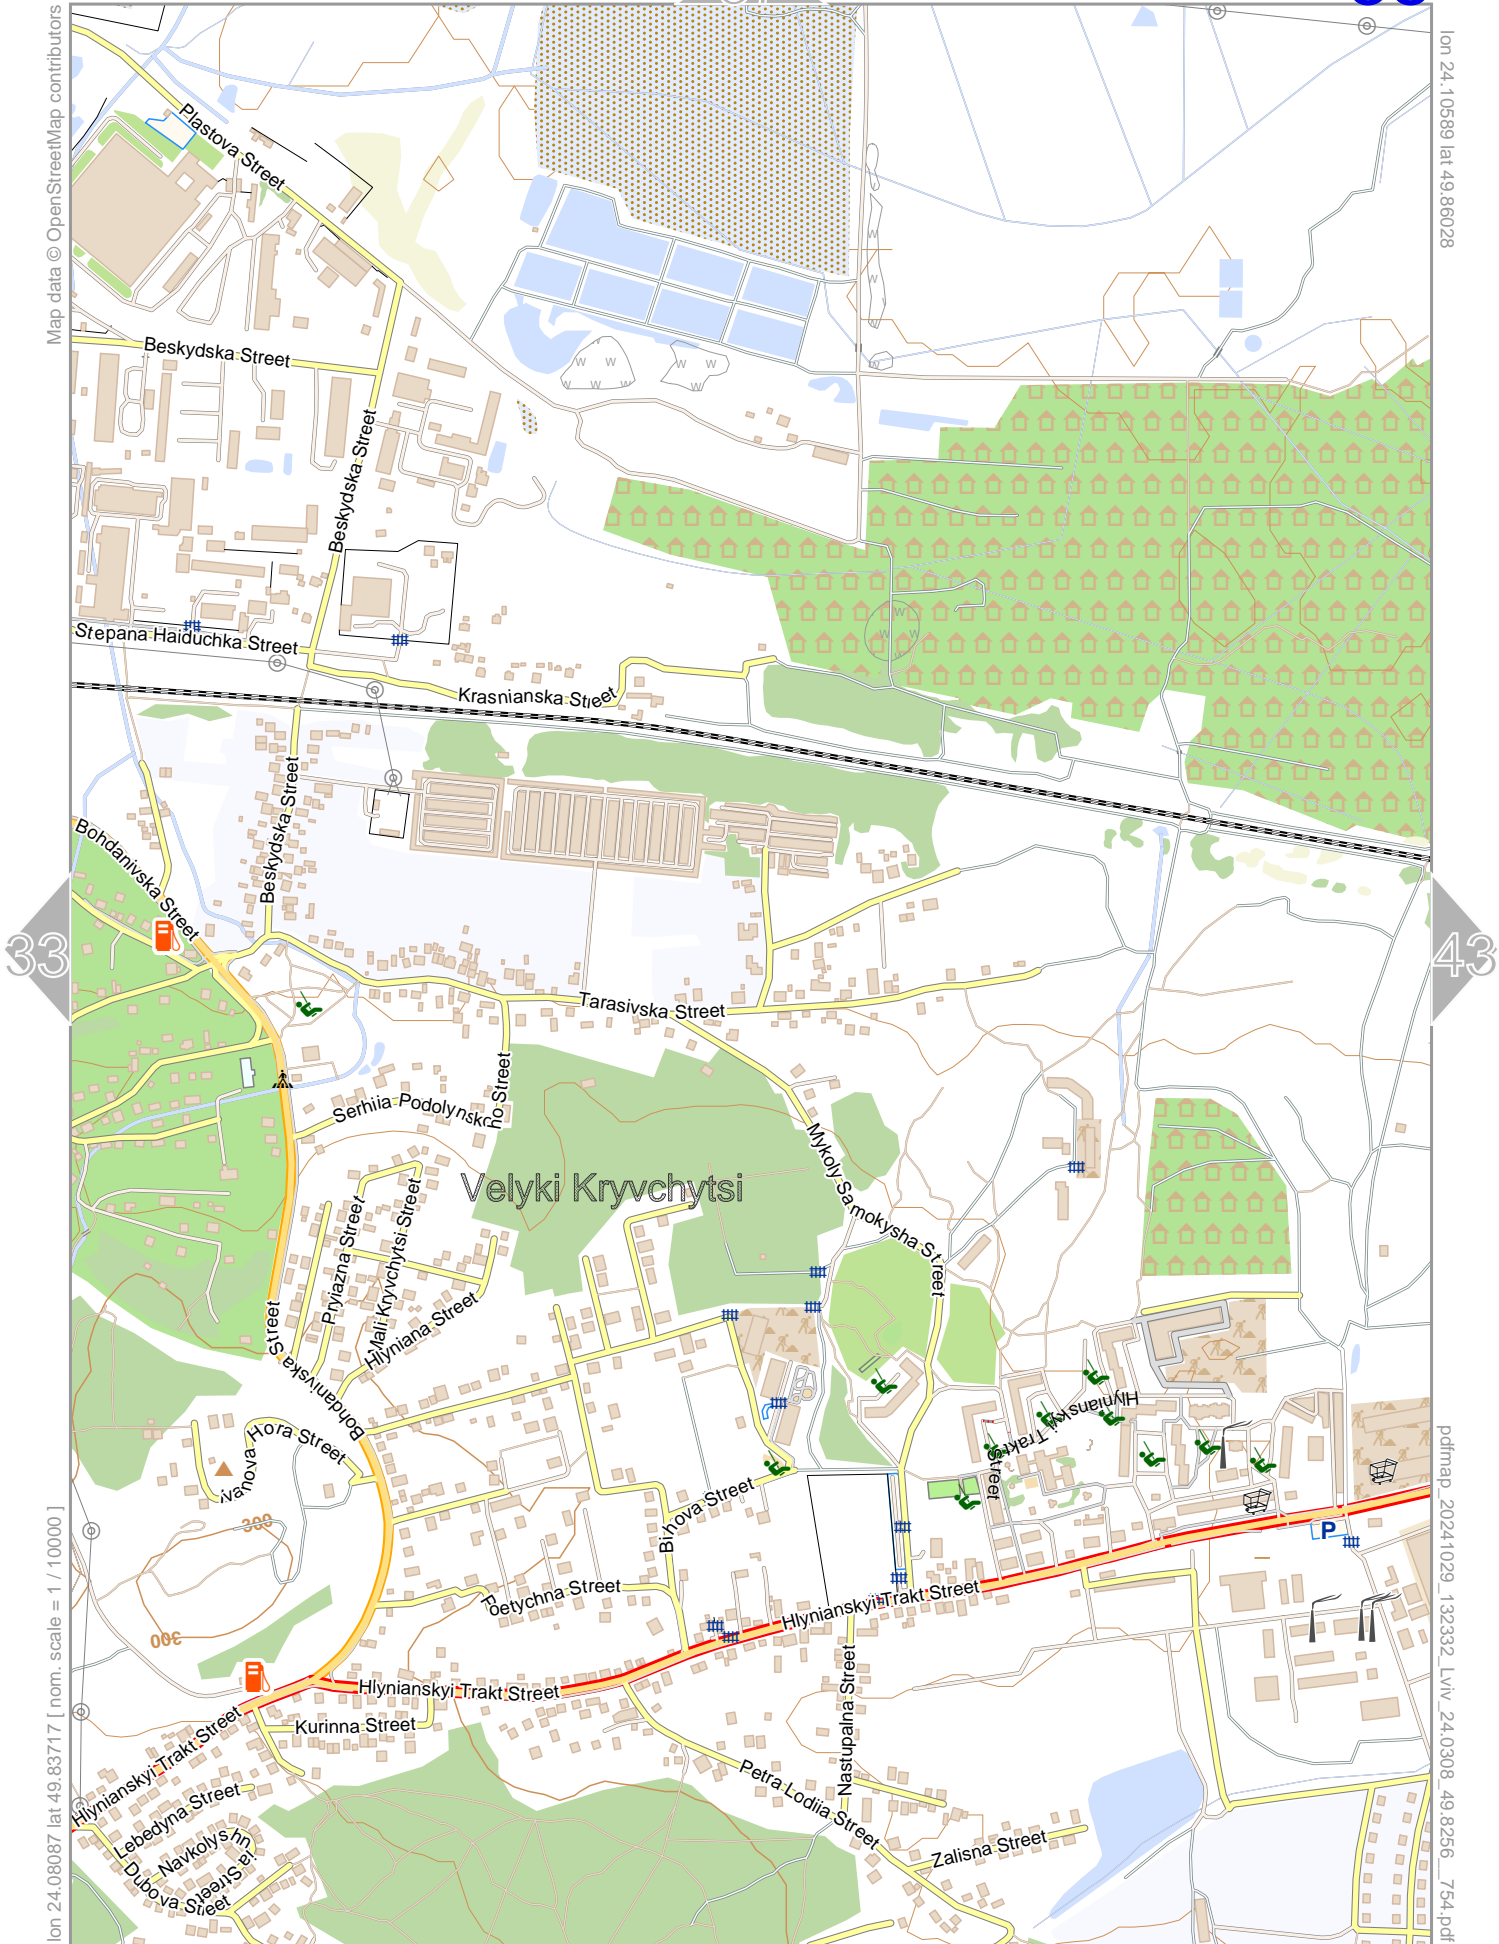 Map data © OpenStreetMap contributors
lon 24.10589 lat 49.86028
Plastova Street
Beskydska Street
Beskydska Street
Stepana Haiduchka Street
Krasnianska Street
Beskydska Street
Bohdanivska Street
33
43
Tarasivska Street
Serhiia Podolynskoho Street
Mykoly Samokysha Street
Velyki Kryvchytsi
Pryiazna Street
Mali Kryvchytsi Street
Hlyniana Street
Bohdanivska Street
Hora Street
Ivanova
Hlynianskyi Trakt Street
300
Bihova Street
P
Poetychna Street
Hlynianskyi Trakt Street
300
Hlynianskyi Trakt Street
Nastupalna Street
Kurinna Street
Hlynianskyi Trakt Street
Petra Lodiia Street
Lebedyna Street
Zalisna Street
Navkolyshnia Street
Dubova Street
lon 24.08087 lat 49.837717 [ nom. scale = 1 / 10000 ]
pdfmap_20241029_132332_Lviv_24.0308_49.8256__754.pdf